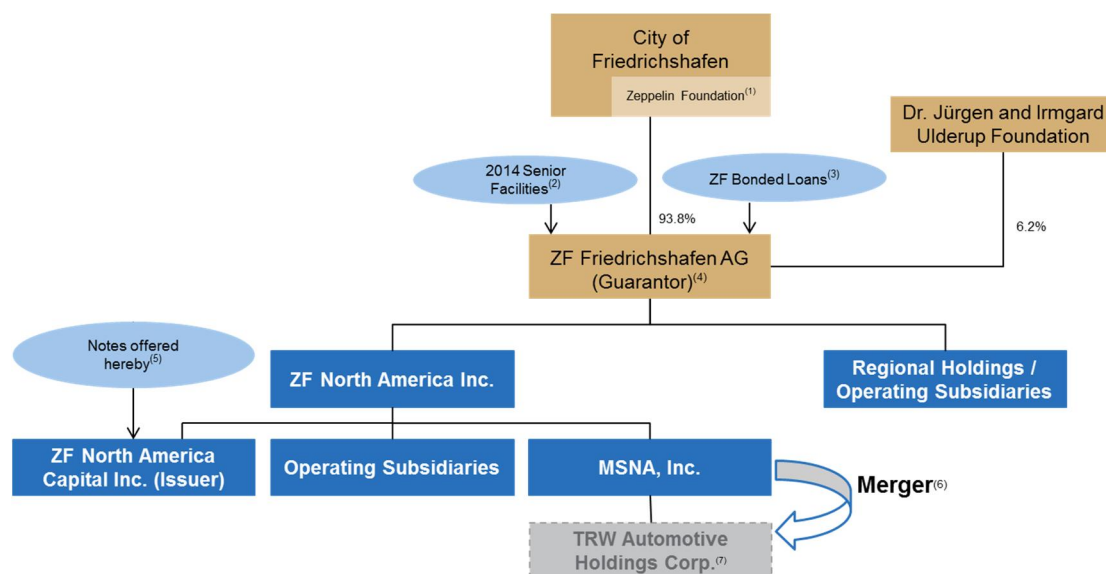 City of
Friedrichshafen
Zeppelin Foundation(1)
Dr. Jürgen and Irmgard
Ulderup Foundation
2014 Senior
Facilities(2)
ZF Bonded Loans(3)
93.8%
6.2%
ZF Friedrichshafen AG
(Guarantor)(4)
Notes offered
hereby(5)
ZF North America Inc.
Regional Holdings /
Operating Subsidiaries
ZF North America
Capital Inc. (Issuer)
Operating Subsidiaries
MSNA, Inc.
Merger(6)
TRW Automotive
Holdings Corp.(7)